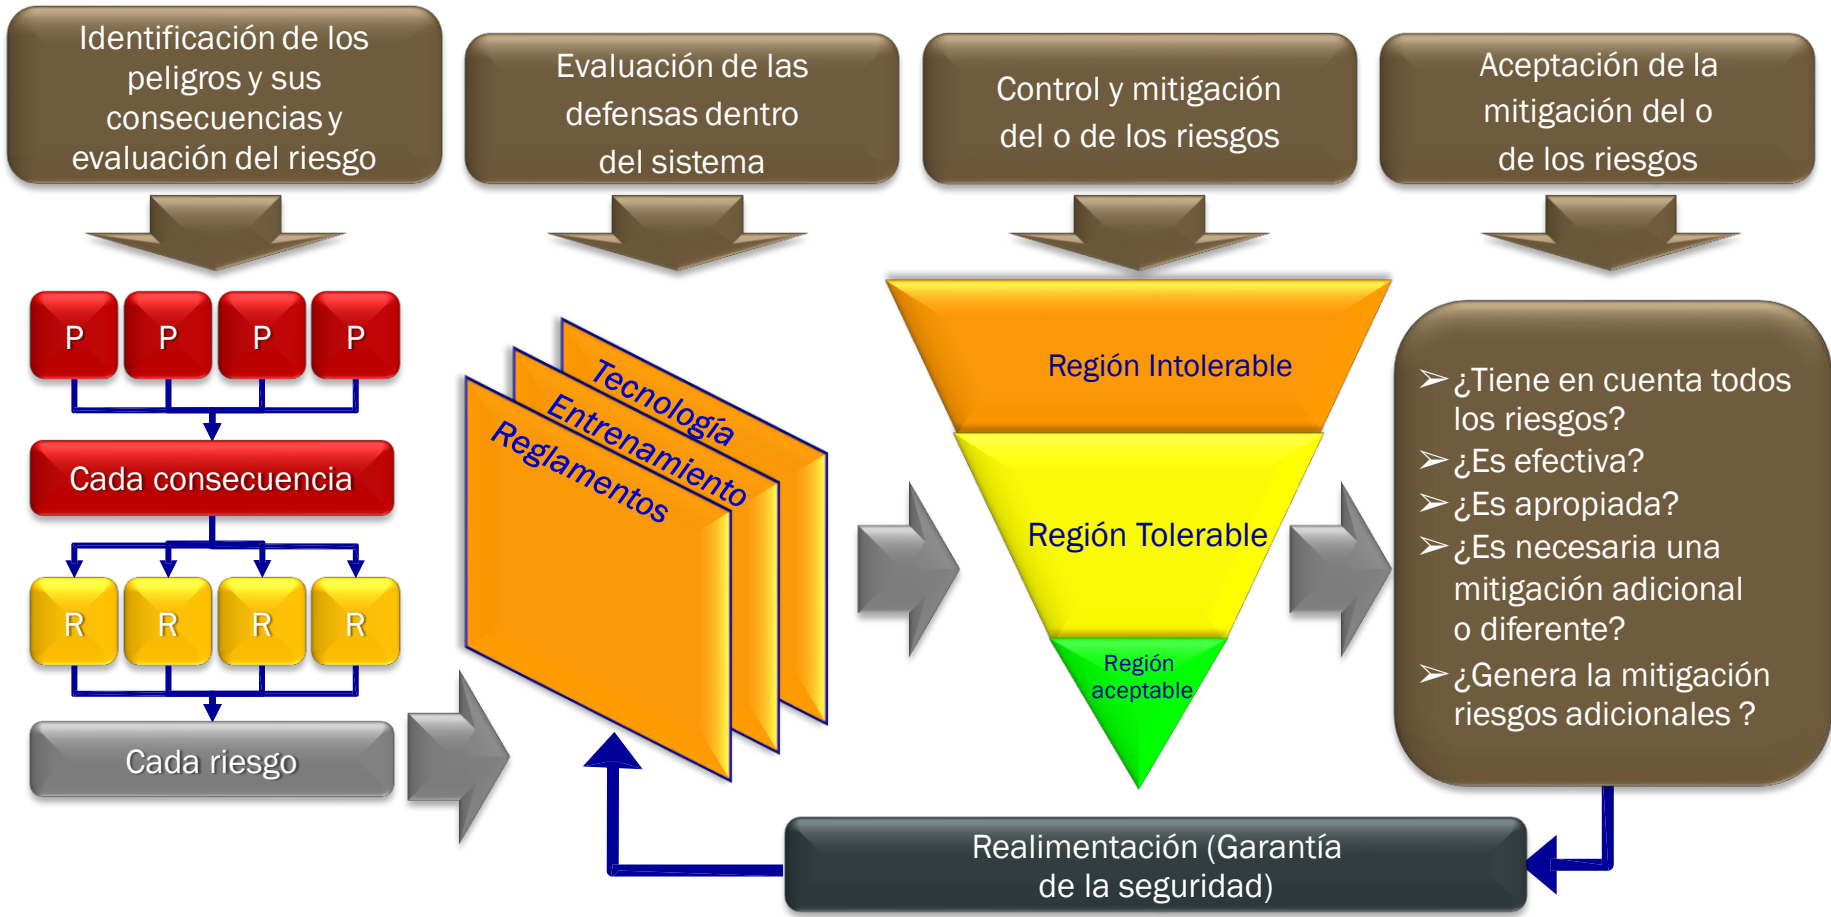 Identificación de los
peligros y sus
consecuencias y
evaluación del riesgo
Evaluación de las
defensas dentro
del sistema
Control y mitigación
del o de los riesgos
Aceptación de la
mitigación del o
de los riesgos
P P P P
Cada consecuencia
R R R R
Cada riesgo
Tecnología
Entrenamiento
Reglamentos
Región Intolerable
Región Tolerable
Región
aceptable
➢ ¿Tiene en cuenta todos
los riesgos?
➢ ¿Es efectiva?
➢ ¿Es apropiada?
➢ ¿Es necesaria una
mitigación adicional
o diferente?
➢ ¿Genera la mitigación
riesgos adicionales ?
Realimentación (Garantía
de la seguridad)